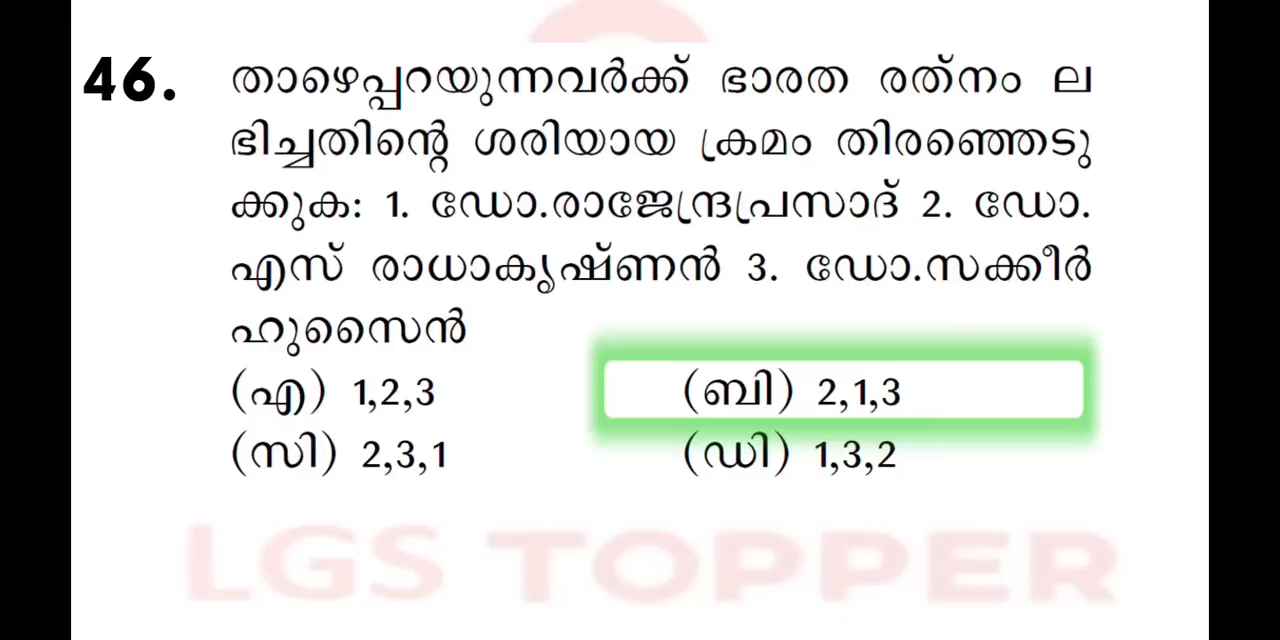 46. താഴെപ്പറയുന്നവർക്ക് ഭാരത രത്നം ല
ഭിച്ചതിന്റെ ശരിയായ ക്രമം തിരഞ്ഞെടു
ക്കുക: 1. ഡോ.രാജേന്ദ്രപ്രസാദ് 2. ഡോ.
എസ് രാധാകൃഷ്ണൻ 3. ഡോ.സക്കീർ
ഹുസൈൻ
(എ) 1,2,3 (ബി) 2,1,3
(സി) 2,3,1 (ഡി) 1,3,2
LGS TOPPER